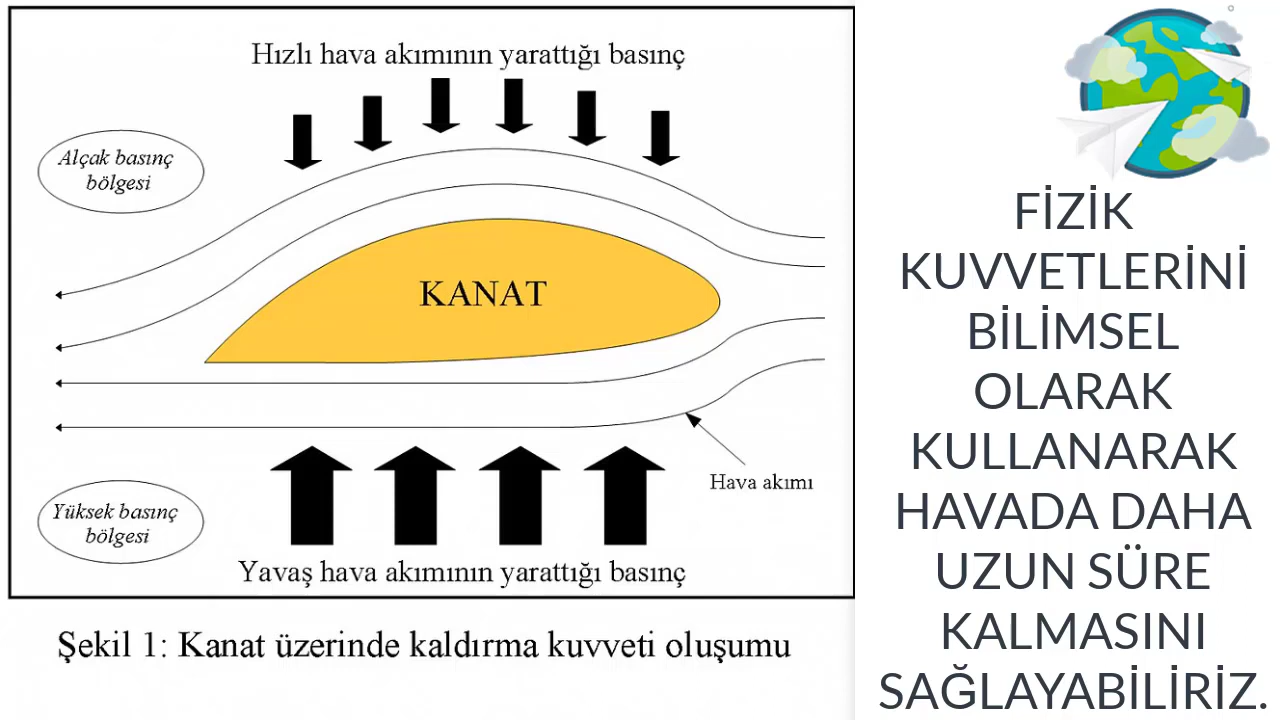 Hızlı hava akımının yarattığı basınç
Alçak basınç
bölgesi
KANAT
Hava akımı
Yüksek basınç
bölgesi
Yavaş hava akımının yarattığı basınç
Şekil 1: Kanat üzerinde kaldırma kuvveti oluşumu
FİZİK
KUVVETLERİNİ
BİLİMSEL
OLARAK
KULLANARAK
HAVADA DAHA
UZUN SÜRE
KALMASINI
SAĞLAYABİLİRİZ.